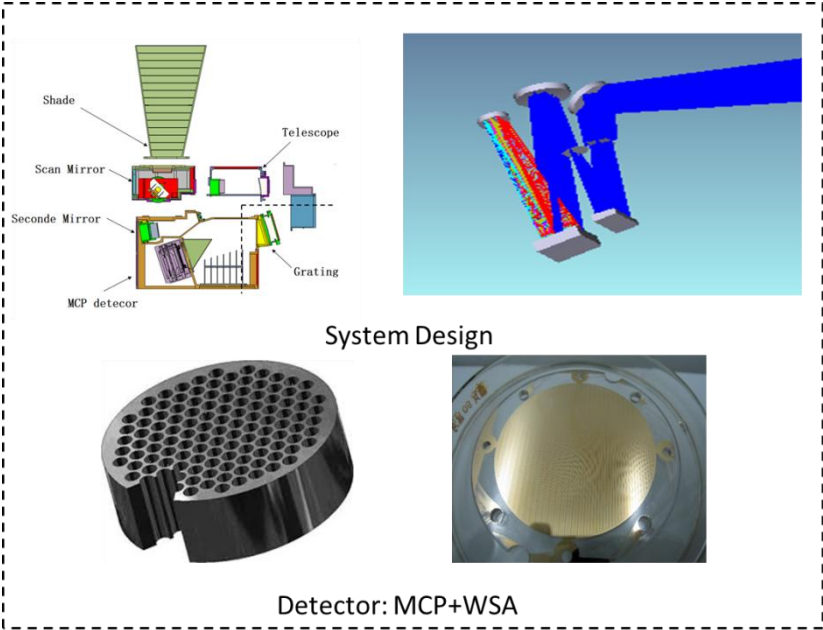 Shade
Telescope
Scan Mirror
Seconde Mirror
Grating
MCP detecor
System Design
Detector: MCP+WSA